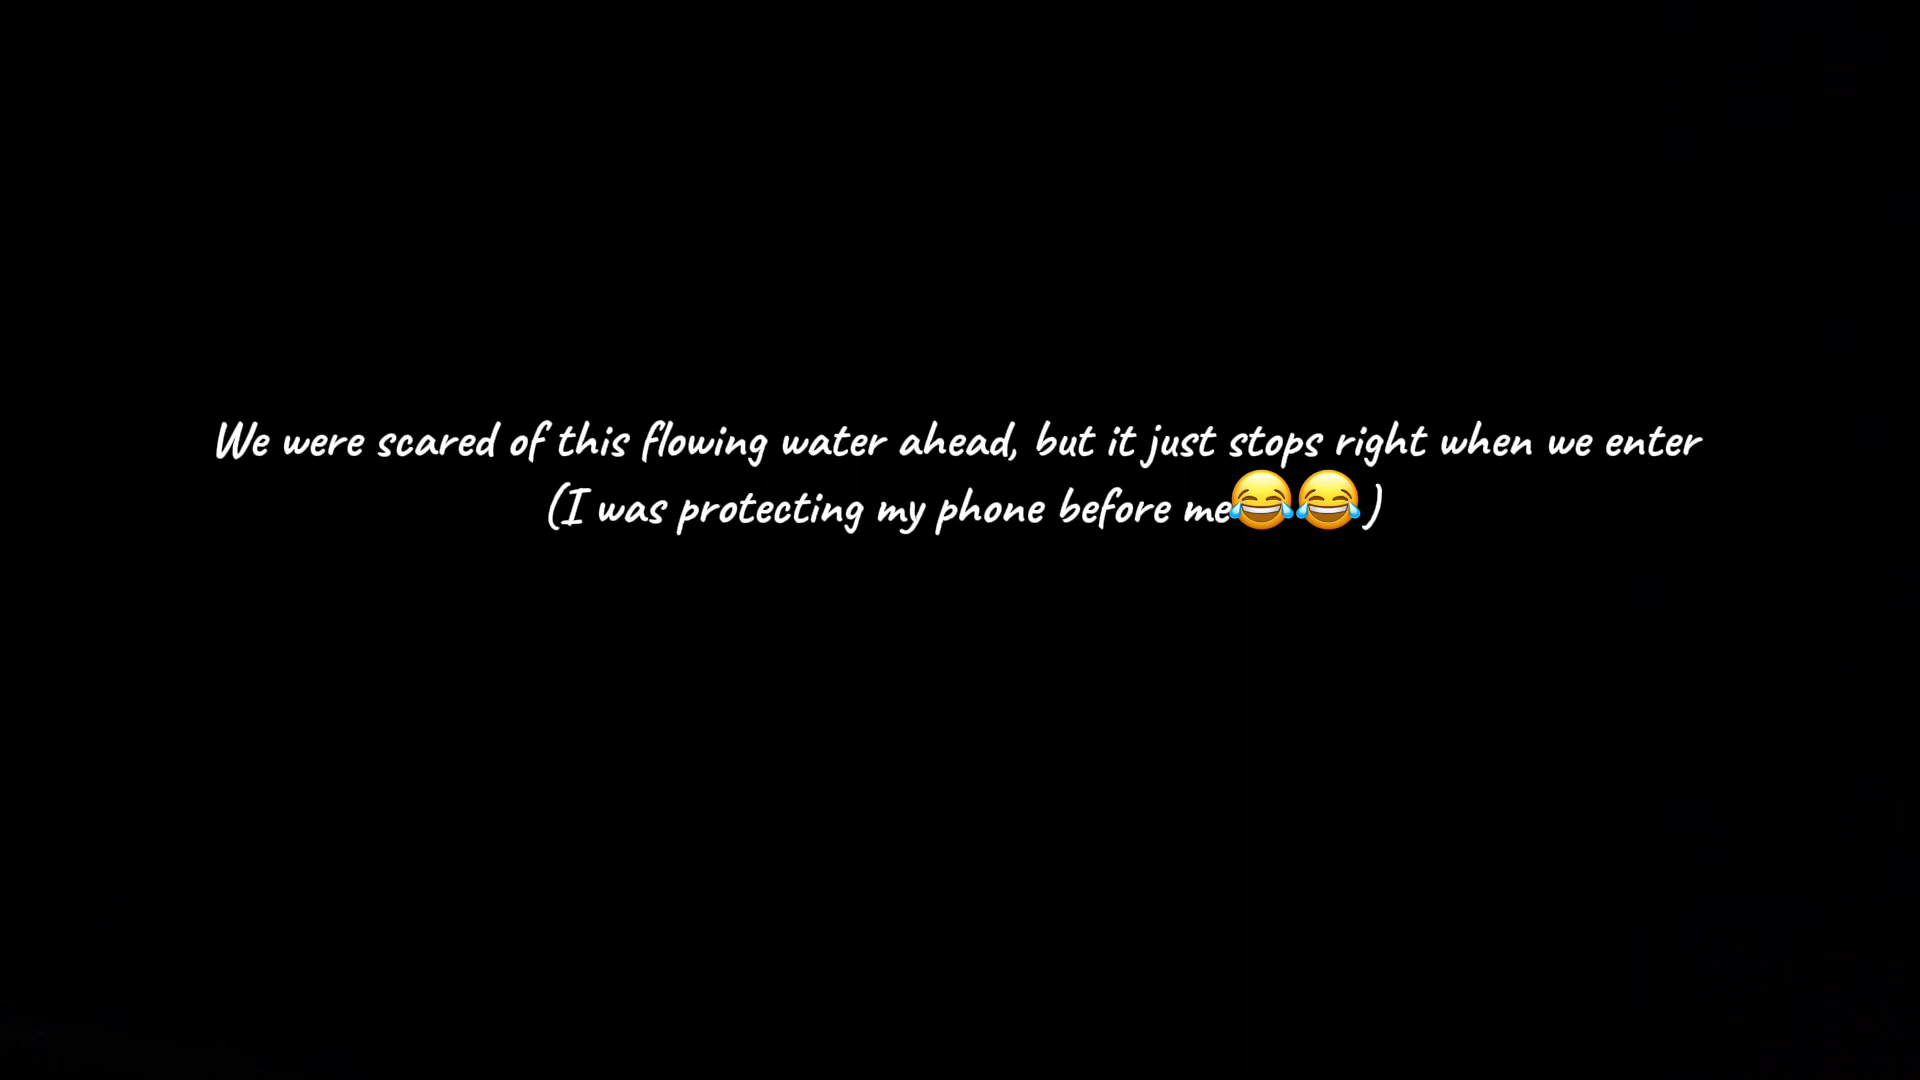 We were scared of this flowing water ahead, but it just stops right when we enter
(I was protecting my phone before me😂😂)